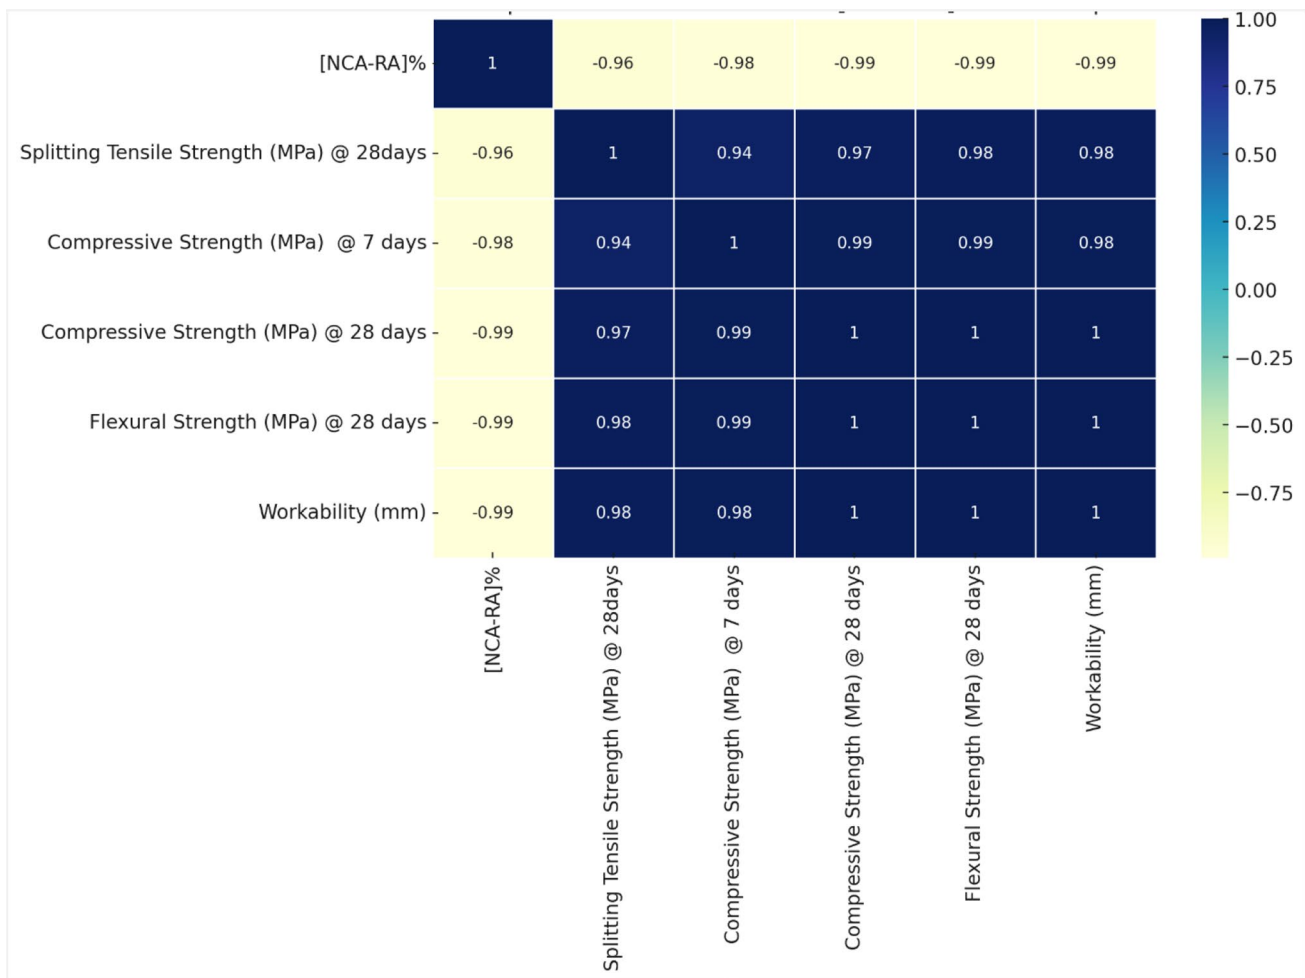 [NCA-RA]% 1 -0.96 -0.98 -0.99 -0.99 -0.99
Splitting Tensile Strength (MPa) @ 28days -0.96 1 0.94 0.97 0.98 0.98
Compressive Strength (MPa)  @ 7 days -0.98 0.94 1 0.99 0.99 0.98
Compressive Strength (MPa) @ 28 days -0.99 0.97 0.99 1 1 1
Flexural Strength (MPa) @ 28 days -0.99 0.98 0.99 1 1 1
Workability (mm) -0.99 0.98 0.98 1 1 1
[NCA-RA]%
Splitting Tensile Strength (MPa) @ 28days
Compressive Strength (MPa)  @ 7 days
Compressive Strength (MPa) @ 28 days
Flexural Strength (MPa) @ 28 days
Workability (mm)
1.00
0.75
0.50
0.25
0.00
−0.25
−0.50
−0.75